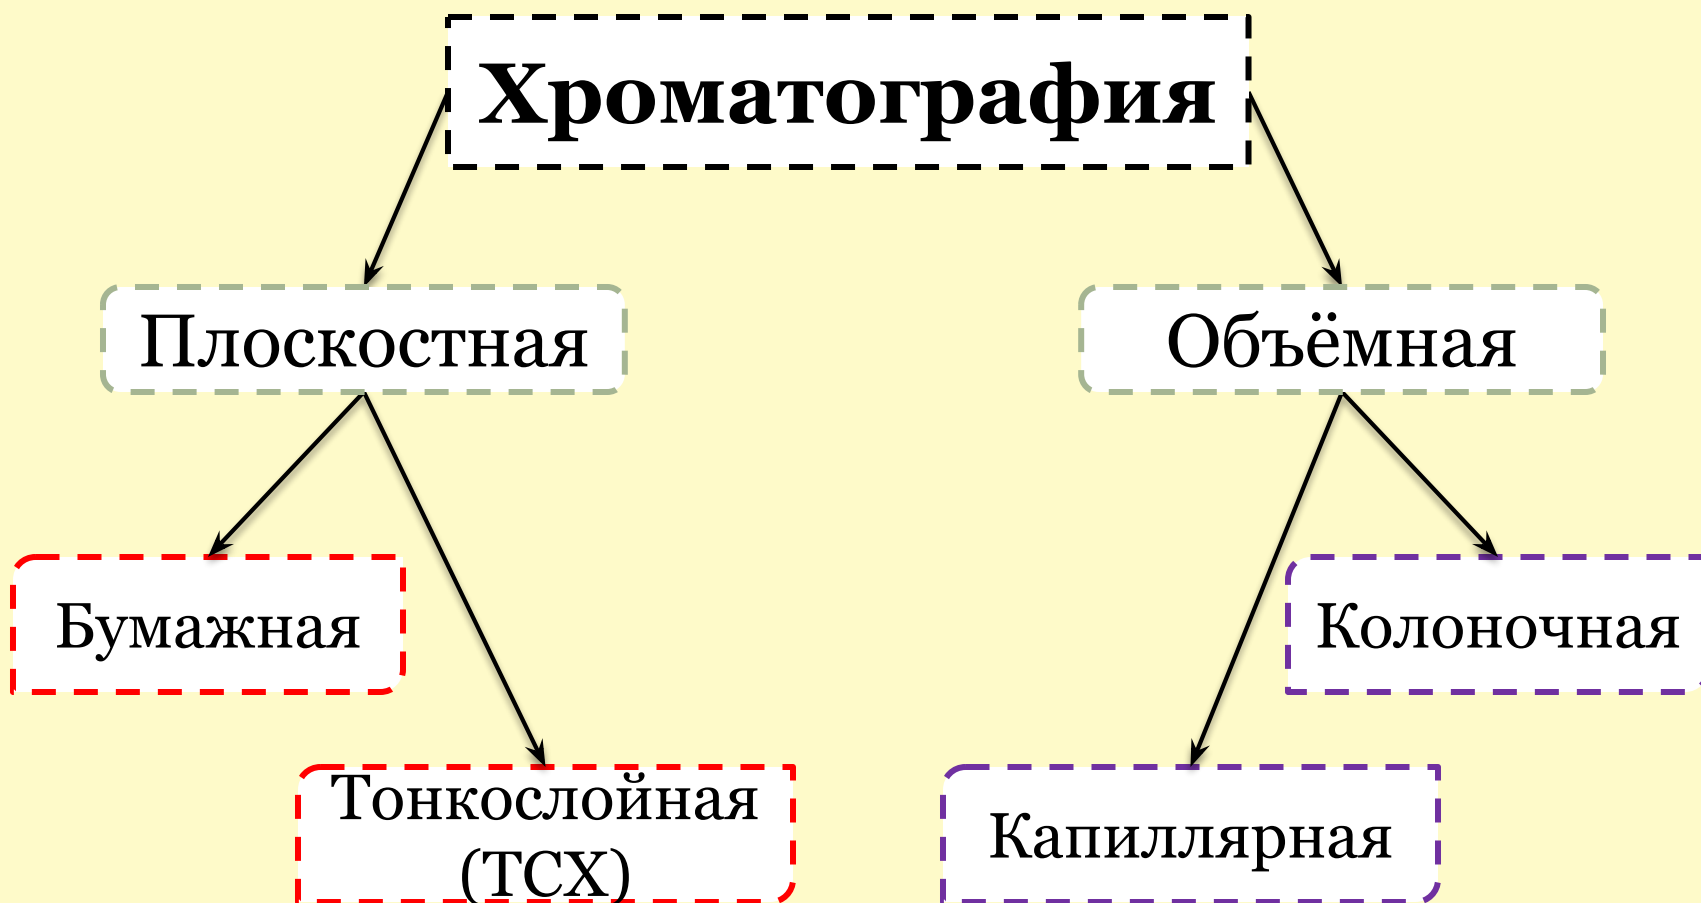 Хроматография
Плоскостная
Объёмная
Бумажная
Колоночная
Тонкослойная
(ТСХ)
Капиллярная